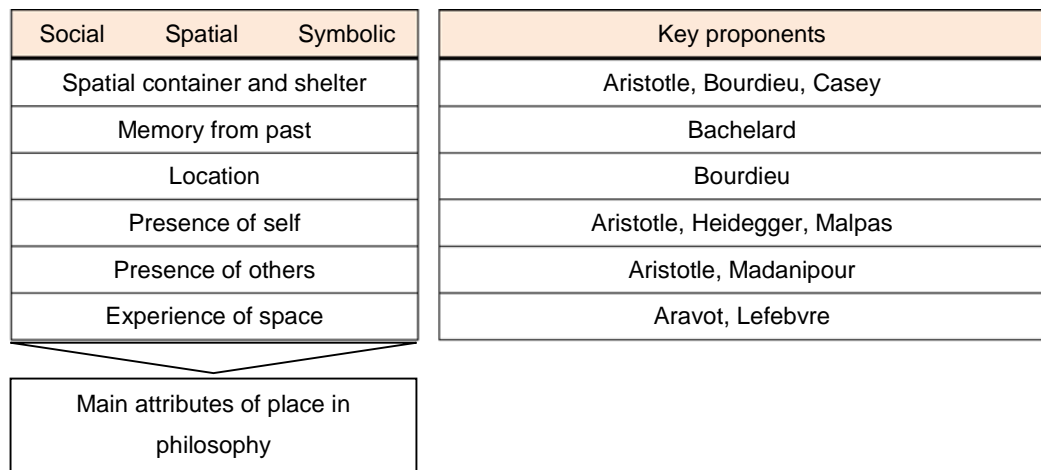 Social Spatial Symbolic Key proponents
Spatial container and shelter Aristotle, Bourdieu, Casey
Memory from past Bachelard
Location Bourdieu
Presence of self Aristotle, Heidegger, Malpas
Presence of others Aristotle, Madanipour
Experience of space Aravot, Lefebvre
Main attributes of place in
philosophy